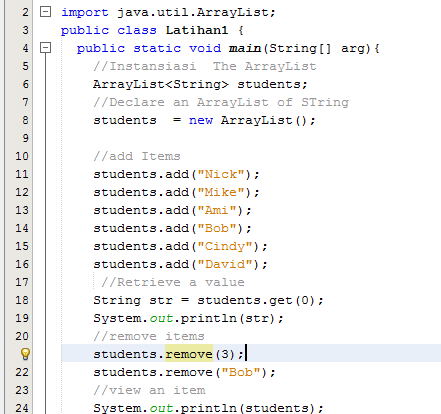 2 import java.util.ArrayList;
3 public class Latihan1 {
4 public static void main(String[] arg){
5 //Instansiasi  The ArrayList
6 ArrayList<String> students;
7 //Declare an ArrayList of STring
8 students  = new ArrayList();
9
10 //add Items
11 students.add("Nick");
12 students.add("Mike");
13 students.add("Ami");
14 students.add("Bob");
15 students.add("Cindy");
16 students.add("David");
17 //Retrieve a value
18 String str = students.get(0);
19 System.out.println(str);
20 //remove items
students.remove(3);
22 students.remove("Bob");
23 //view an item
24 System.out.println(students);